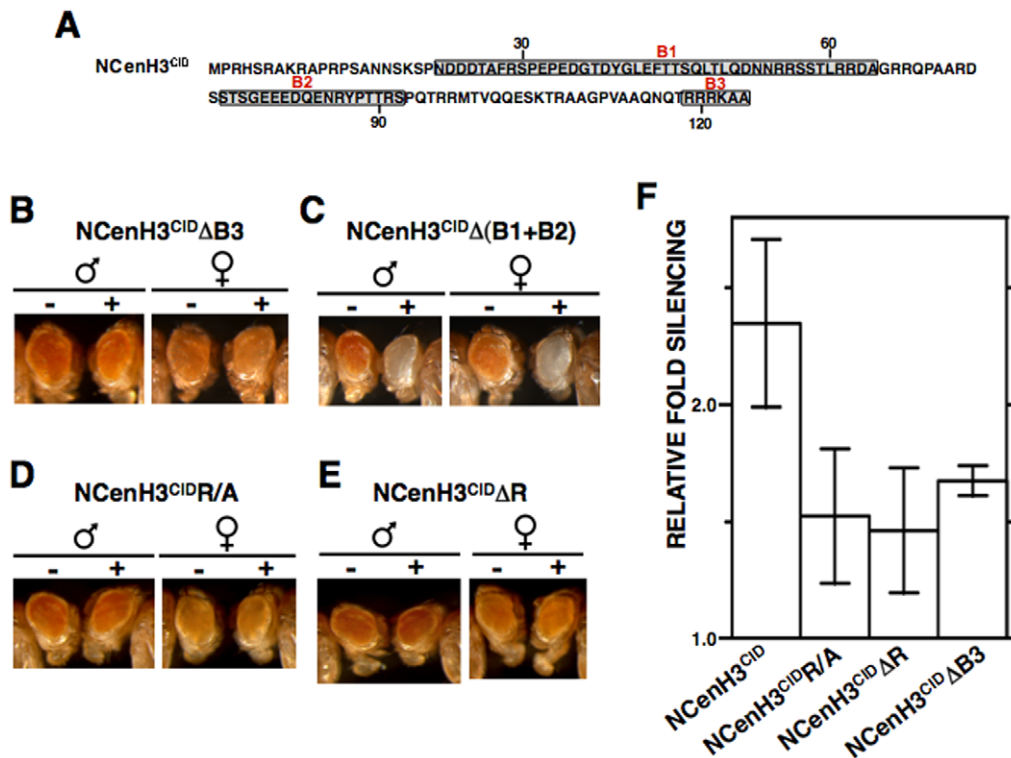 A
30 B1 60
NCenH3CID MPRHSRAKRAPRPSANNSKSPNDDDTAFRSPEPEDGTDYGLEFTTSQLTLQDNNRRSSTLRRDAGRRQPAARD
B2 B3
SSTSGEEEDQENRYPTTRSPQTRRMTVQQESKTRAAGPVAAQNQTRRRKAA
90 120
B
NCenH3CIDΔB3
♂ ♀
- + - +
C
NCenH3CIDΔ(B1+B2)
♂ ♀
- + - +
D
NCenH3CIDR/A
♂ ♀
- + - +
E
NCenH3CIDΔR
♂ ♀
- + - +
F
RELATIVE FOLD SILENCING
2.0
1.0
NCenH3CID
NCenH3CIDR/A
NCenH3CIDΔR
NCenH3CIDΔB3